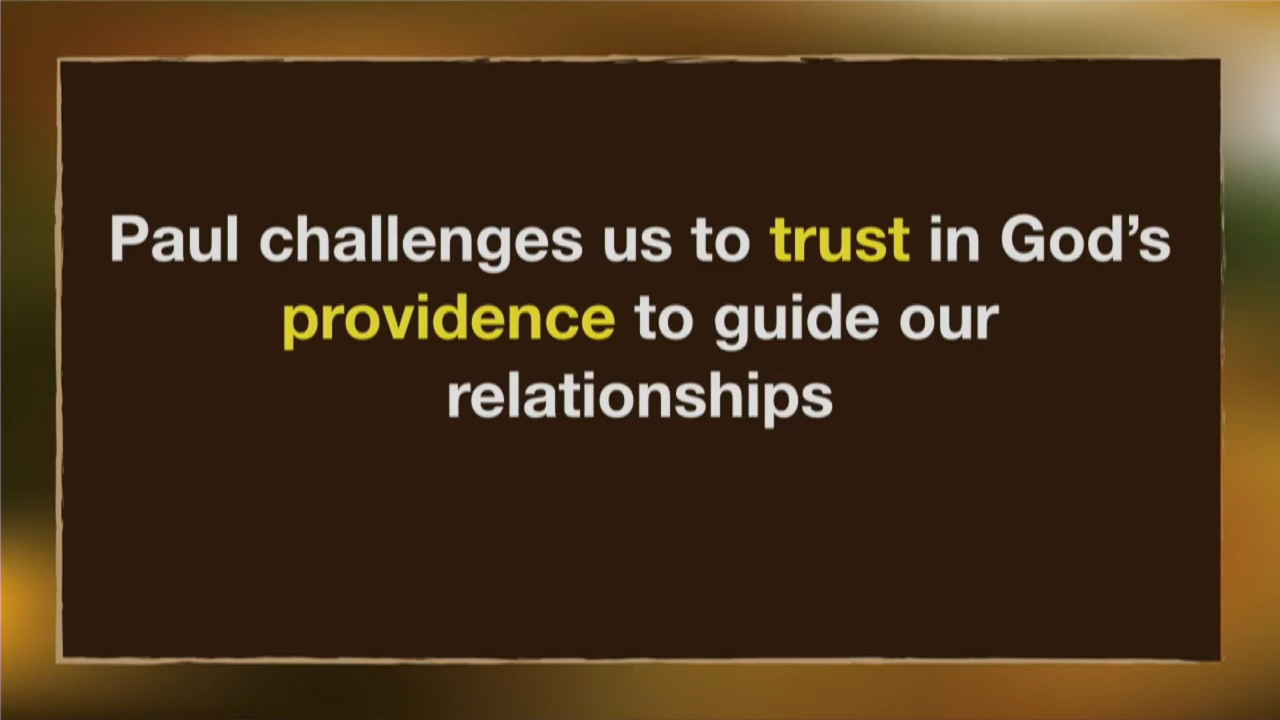 Paul challenges us to trust in God’s
providence to guide our
relationships